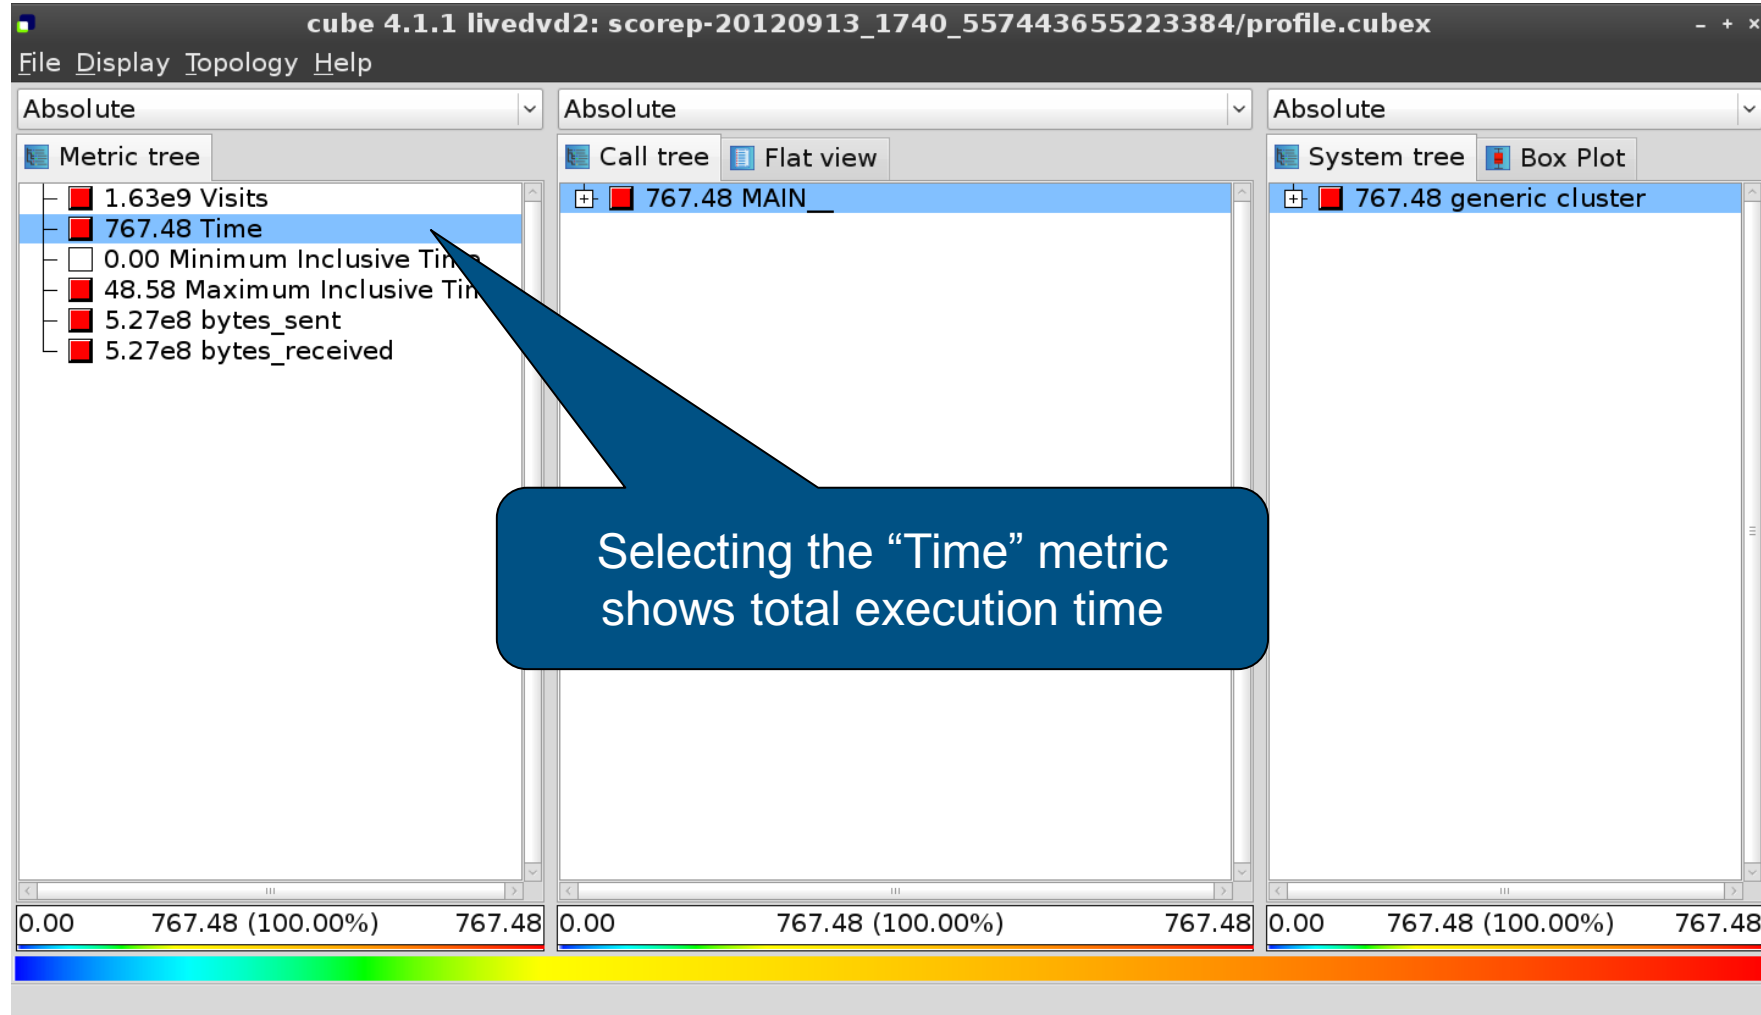 cube 4.1.1 livedvd2: scorep-20120913_1740_557443655223384/profile.cubex
File Display Topology Help
Absolute
Metric tree
1.63e9 Visits
767.48 Time
0.00 Minimum Inclusive Time
48.58 Maximum Inclusive
5.27e8 bytes_sent
5.27e8 bytes_received
0.00 767.48 (100.00%) 767.48
Absolute
Call tree Flat view
767.48 MAIN__
0.00 767.48 (100.00%) 767.48
Absolute
System tree Box Plot
767.48 generic cluster
0.00 767.48 (100.00%) 767.48
Selecting the “Time” metric
shows total execution time